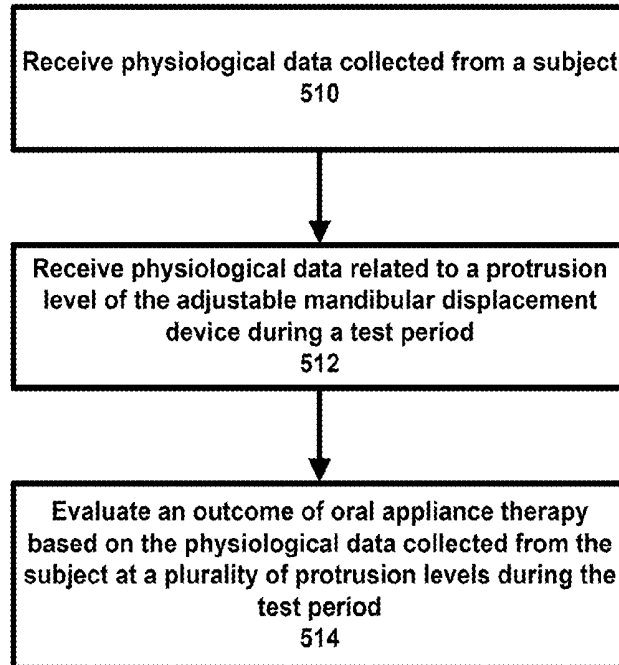 Receive physiological data collected from a subject
510
Receive physiological data related to a protrusion
level of the adjustable mandibular displacement
device during a test period
512
Evaluate an outcome of oral appliance therapy
based on the physiological data collected from the
subject at a plurality of protrusion levels during the
test period
514